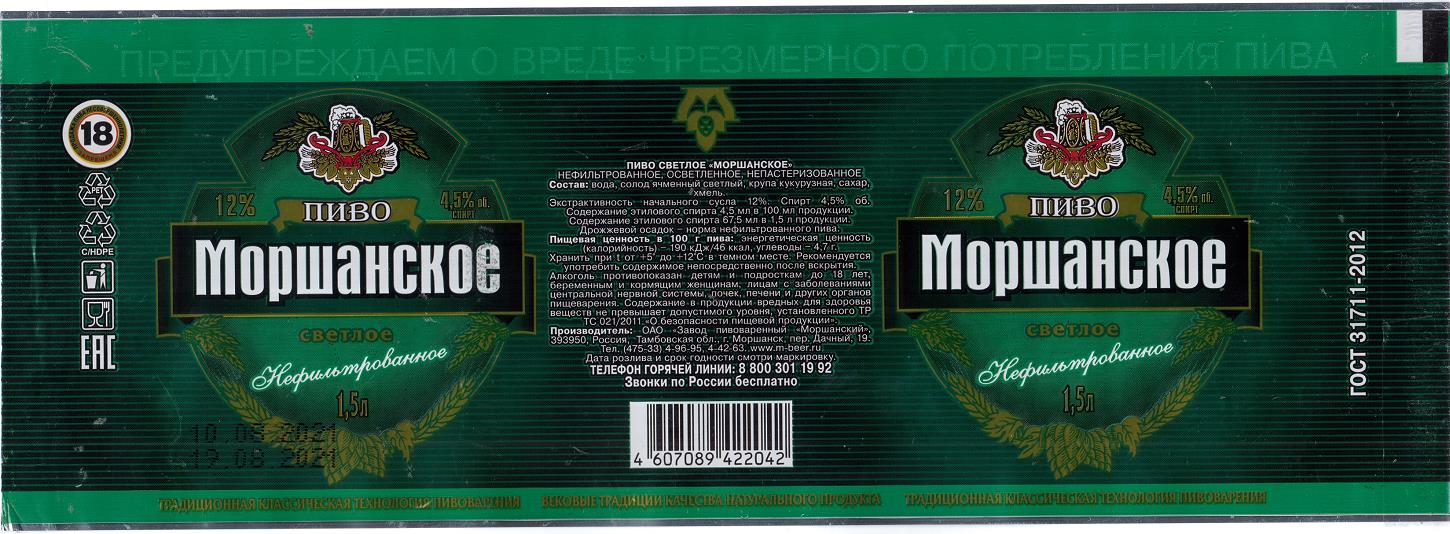 ПРЕДУПРЕЖДАЕМ О ВРЕДЕ ЧРЕЗМЕРНОГО ПОТРЕБЛЕНИЯ ПИВА
18
PET
C/HDPE
EAC
12%
4,5% об.
СПИРТ
ПИВО
Моршанское
светлое
Нефильтрованное
1,5л
10.08.2021
19.08.2021
ПИВО СВЕТЛОЕ «МОРШАНСКОЕ»
НЕФИЛЬТРОВАННОЕ, ОСВЕТЛЕННОЕ, НЕПАСТЕРИЗОВАННОЕ
Состав: вода, солод ячменный светлый, крупа кукурузная, сахар,
хмель.
Экстрактивность начального сусла 12%. Спирт 4,5% об.
Содержание этилового спирта 4,5 мл в 100 мл продукции.
Содержание этилового спирта 67,5 мл в 1,5 л продукции.
Дрожжевой осадок – норма нефильтрованного пива.
Пищевая ценность в 100 г пива: энергетическая ценность
(калорийность) – 190 кДж/46 ккал, углеводы – 4,7 г.
Хранить при t от +5° до +12°С в темном месте. Рекомендуется
употребить содержимое непосредственно после вскрытия.
Алкоголь противопоказан детям и подросткам до 18 лет,
беременным и кормящим женщинам, лицам с заболеваниями
центральной нервной системы, почек, печени и других органов
пищеварения. Содержание в продукции вредных для здоровья
веществ не превышает допустимого уровня, установленного ТР
ТС 021/2011 «О безопасности пищевой продукции».
Производитель: ОАО «Завод пивоваренный «Моршанский»,
393950, Россия, Тамбовская обл., г. Моршанск, пер. Дачный, 19.
Тел. (475-33) 4-96-95, 4-42-63, www.m-beer.ru
Дата розлива и срок годности смотри маркировку.
ТЕЛЕФОН ГОРЯЧЕЙ ЛИНИИ: 8 800 301 19 92
Звонки по России бесплатно
4 607089 422042
12%
4,5% об.
СПИРТ
ПИВО
Моршанское
светлое
Нефильтрованное
1,5л
ГОСТ 31711-2012
ТРАДИЦИОННАЯ КЛАССИЧЕСКАЯ ТЕХНОЛОГИЯ ПИВОВАРЕНИЯ
ВЕКОВЫЕ ТРАДИЦИИ КАЧЕСТВА НАТУРАЛЬНОГО ПРОДУКТА
ТРАДИЦИОННАЯ КЛАССИЧЕСКАЯ ТЕХНОЛОГИЯ ПИВОВАРЕНИЯ